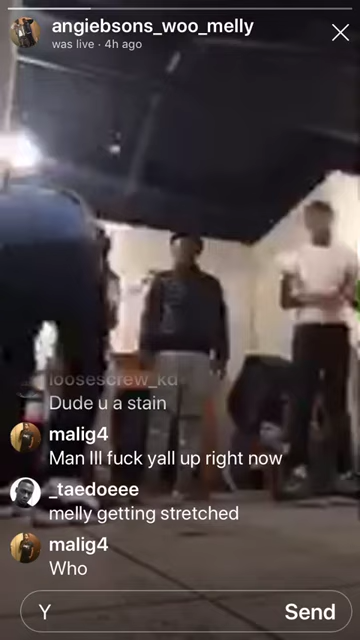 angiebsons_woo_melly
was live · 4h ago
loosescrew_kd
Dude u a stain
malig4
Man Ill fuck yall up right now
_taedoeee
melly getting stretched
malig4
Who
Y
Send